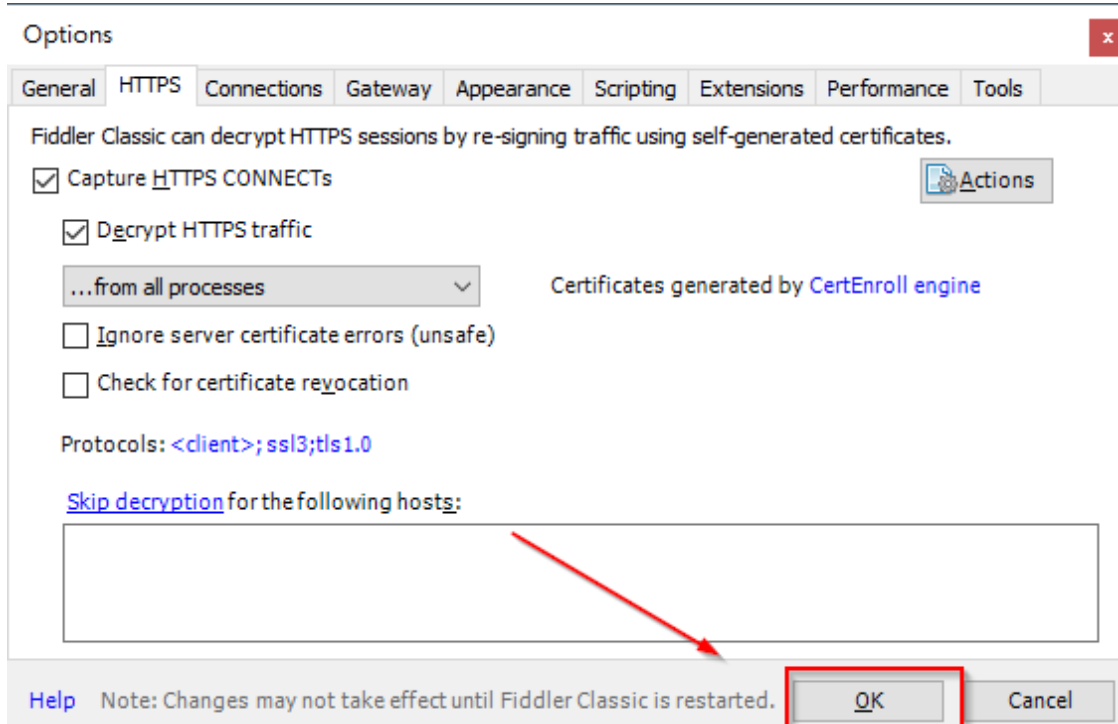 Options
x
General HTTPS Connections Gateway Appearance Scripting Extensions Performance Tools
Fiddler Classic can decrypt HTTPS sessions by re-signing traffic using self-generated certificates.
Capture HTTPS CONNECTs
Actions
Decrypt HTTPS traffic
...from all processes
Certificates generated by CertEnroll engine
Ignore server certificate errors (unsafe)
Check for certificate revocation
Protocols: <client>; ssl3;tls1.0
Skip decryption for the following hosts:
Help Note: Changes may not take effect until Fiddler Classic is restarted. OK Cancel